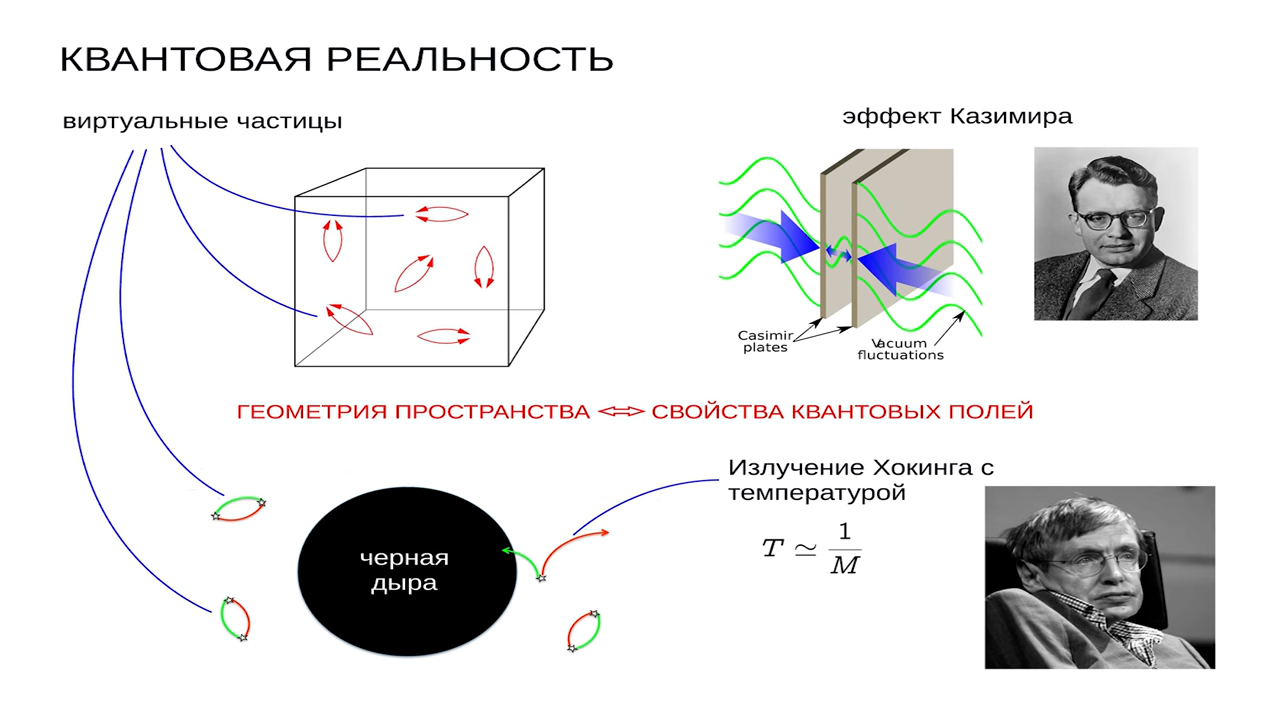 КВАНТОВАЯ РЕАЛЬНОСТЬ
виртуальные частицы
эффект Казимира
Casimir
plates
Vacuum
fluctuations
ГЕОМЕТРИЯ ПРОСТРАНСТВА ⇔ СВОЙСТВА КВАНТОВЫХ ПОЛЕЙ
черная
дыра
Излучение Хокинга с
температурой
T ≃ 1/M